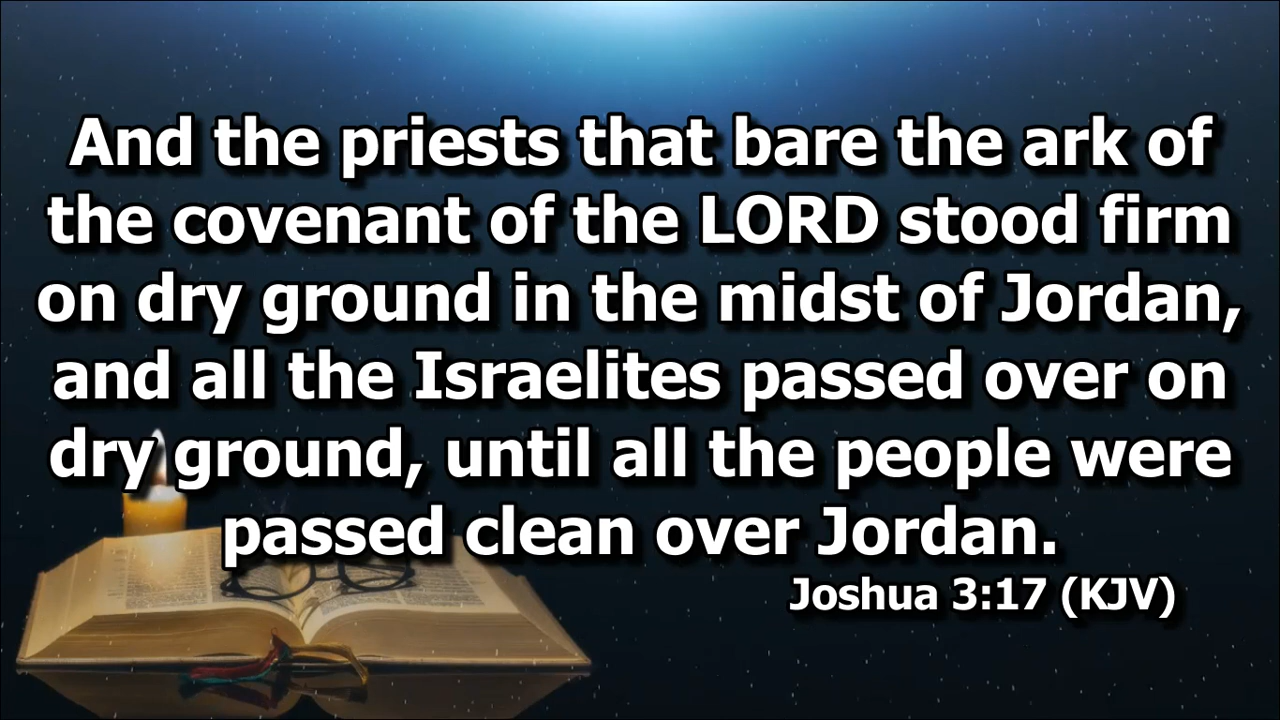 And the priests that bare the ark of
the covenant of the LORD stood firm
on dry ground in the midst of Jordan,
and all the Israelites passed over on
dry ground, until all the people were
passed clean over Jordan.
Joshua 3:17 (KJV)